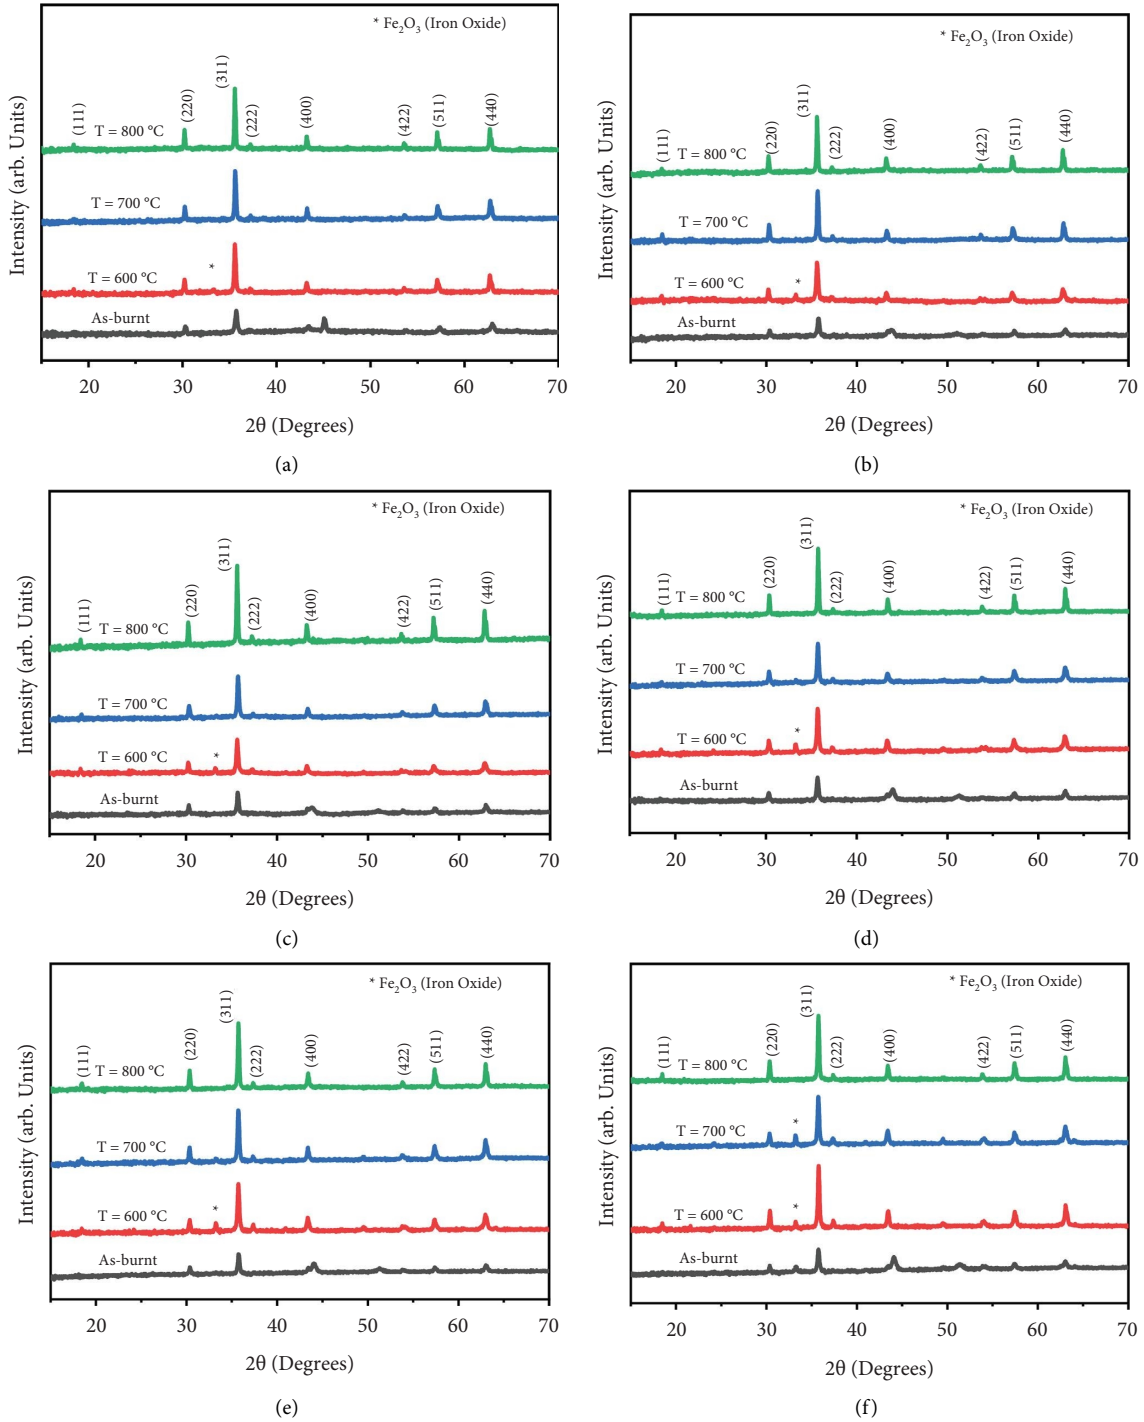 Intensity (arb. Units)
* Fe₂O₃ (Iron Oxide)
(111)
(220)
(311)
(222)
(400)
(422)
(511)
(440)
T = 800 °C
T = 700 °C
*
T = 600 °C
As-burnt
20 30 40 50 60 70
2θ (Degrees)
(a)
Intensity (arb. Units)
* Fe₂O₃ (Iron Oxide)
(111)
(220)
(311)
(222)
(400)
(422)
(511)
(440)
T = 800 °C
T = 700 °C
*
T = 600 °C
As-burnt
20 30 40 50 60 70
2θ (Degrees)
(b)
Intensity (arb. Units)
* Fe₂O₃ (Iron Oxide)
(111)
(220)
(311)
(222)
(400)
(422)
(511)
(440)
T = 800 °C
T = 700 °C
*
T = 600 °C
As-burnt
20 30 40 50 60 70
2θ (Degrees)
(c)
Intensity (arb. Units)
* Fe₂O₃ (Iron Oxide)
(111)
(220)
(311)
(222)
(400)
(422)
(511)
(440)
T = 800 °C
T = 700 °C
*
T = 600 °C
As-burnt
20 30 40 50 60 70
2θ (Degrees)
(d)
Intensity (arb. Units)
* Fe₂O₃ (Iron Oxide)
(111)
(220)
(311)
(222)
(400)
(422)
(511)
(440)
T = 800 °C
T = 700 °C
*
T = 600 °C
As-burnt
20 30 40 50 60 70
2θ (Degrees)
(e)
Intensity (arb. Units)
* Fe₂O₃ (Iron Oxide)
(111)
(220)
(311)
(222)
(400)
(422)
(511)
(440)
T = 800 °C
*
T = 700 °C
*
T = 600 °C
As-burnt
20 30 40 50 60 70
2θ (Degrees)
(f)